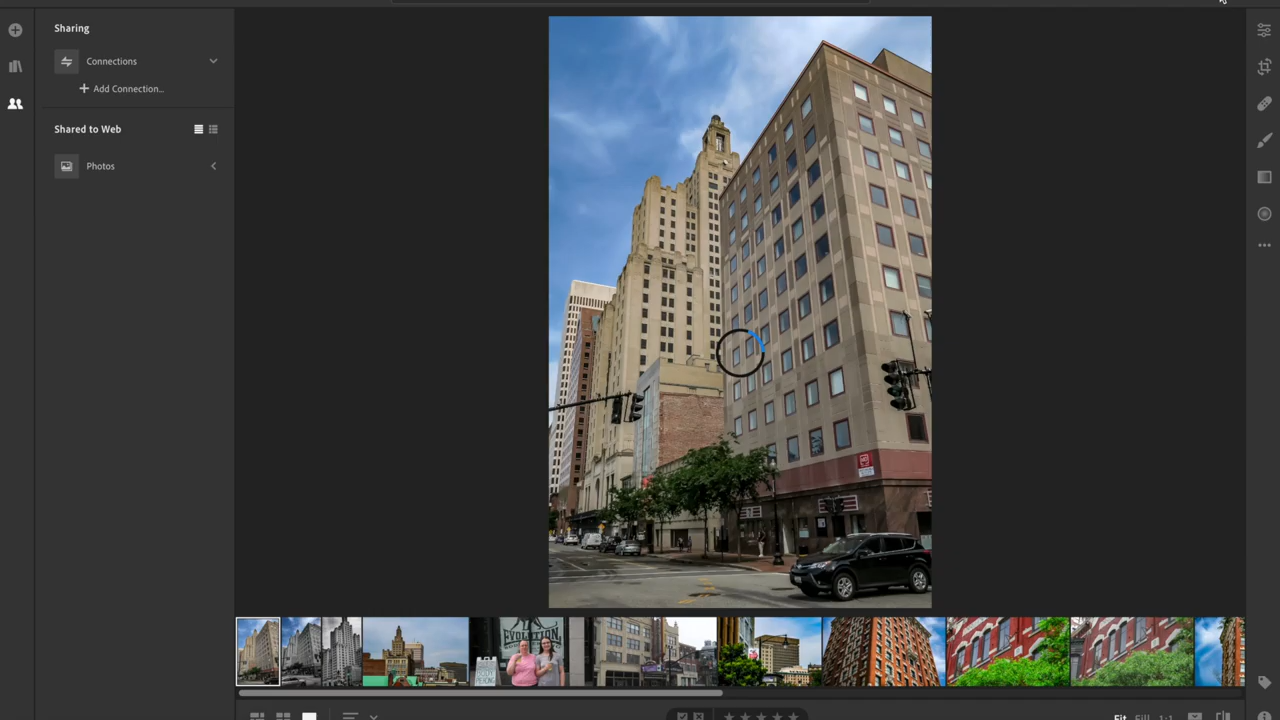 Sharing
Connections
Add Connection...
Shared to Web
Photos
EVOLUTION
Fit
Fill
1:1